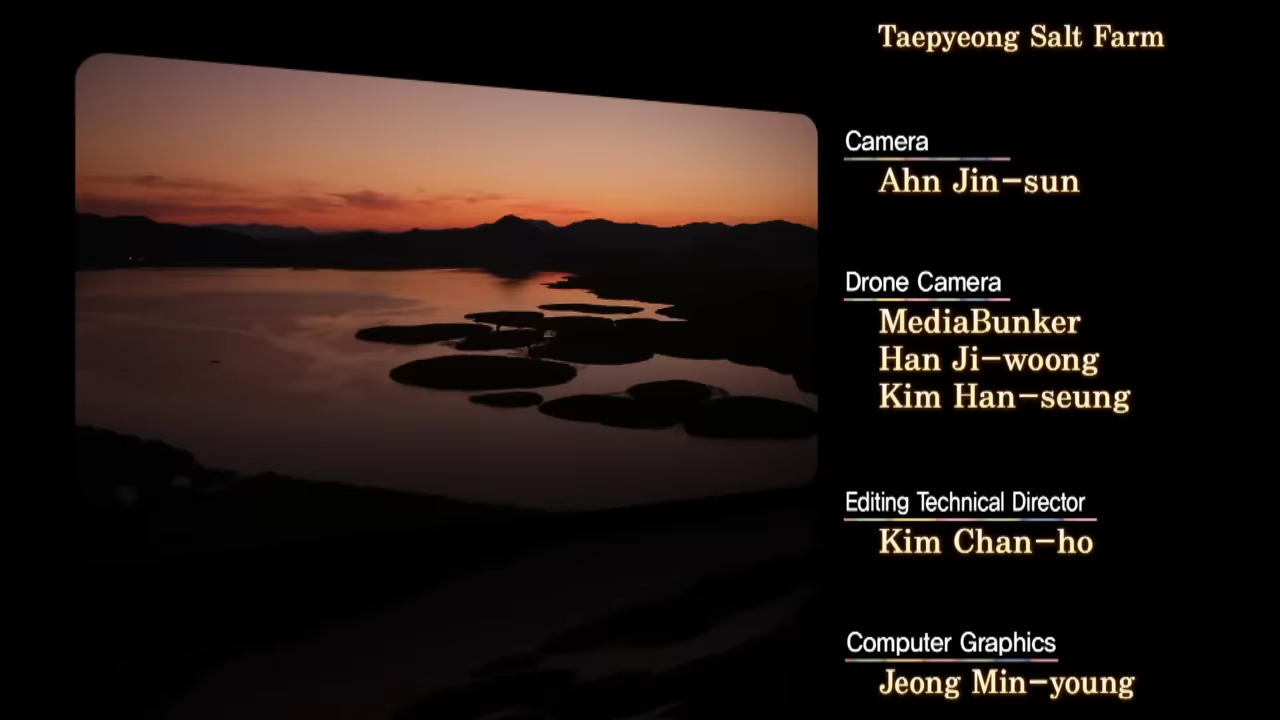 Taepyeong Salt Farm
Camera
Ahn Jin-sun
Drone Camera
MediaBunker
Han Ji-woong
Kim Han-seung
Editing Technical Director
Kim Chan-ho
Computer Graphics
Jeong Min-young